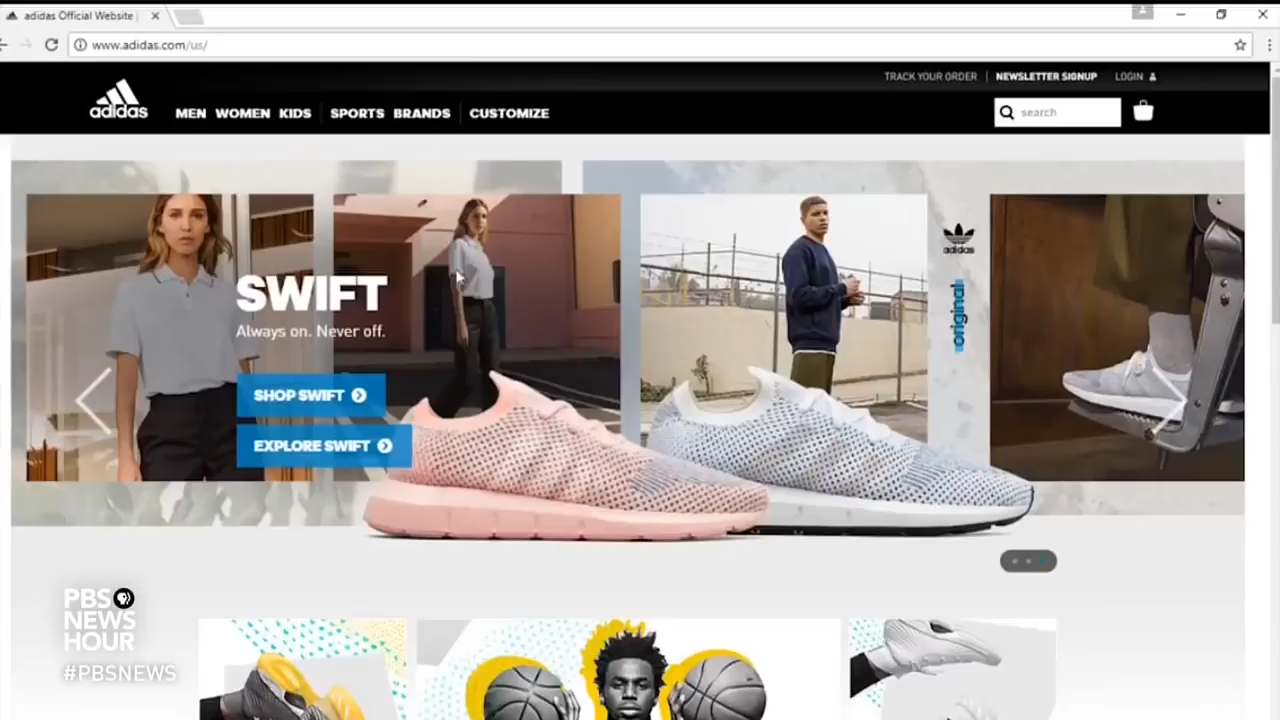 adidas Official Website
www.adidas.com/us/
TRACK YOUR ORDER
NEWSLETTER SIGNUP
LOGIN
adidas
MEN WOMEN KIDS SPORTS BRANDS CUSTOMIZE
search
adidas
originals
SWIFT
Always on. Never off.
SHOP SWIFT
EXPLORE SWIFT
PBS
NEWS
HOUR
#PBSNEWS